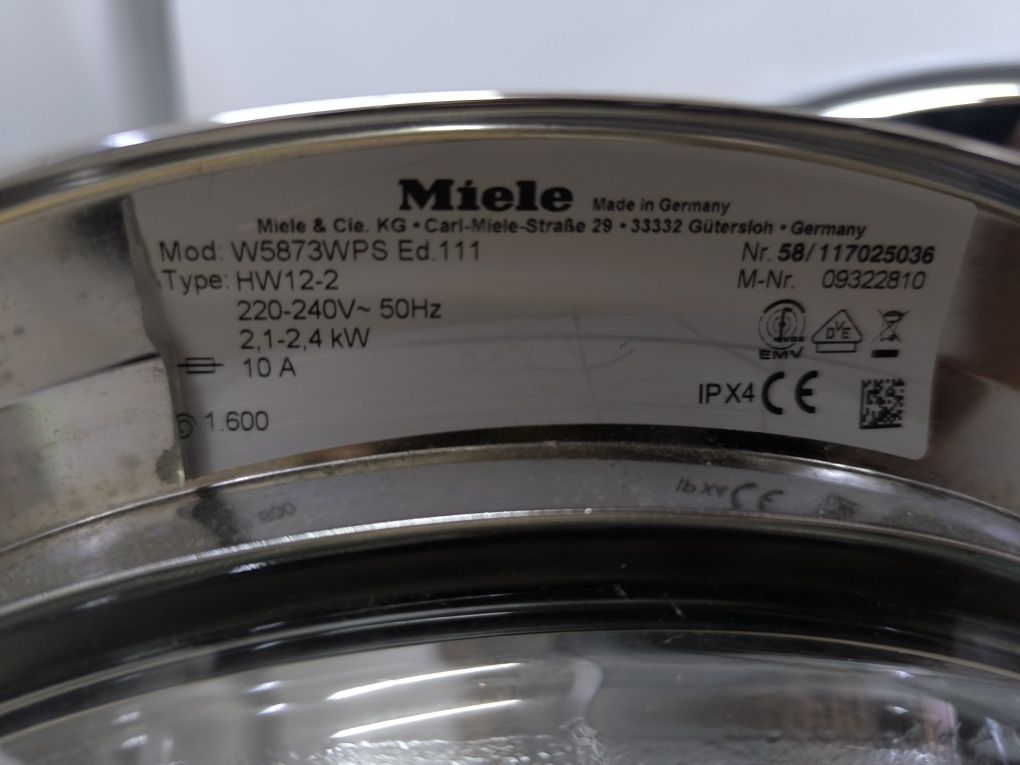 Miele Made in Germany
Miele & Cie. KG • Carl-Miele-Straße 29 • 33332 Gütersloh • Germany
Mod: W5873WPS Ed.111 Nr. 58/117025036
Type: HW12-2 M-Nr. 09322810
220-240V~ 50Hz
2,1-2,4 kW
EMV DVE
10 A
IPX4 CE
1.600